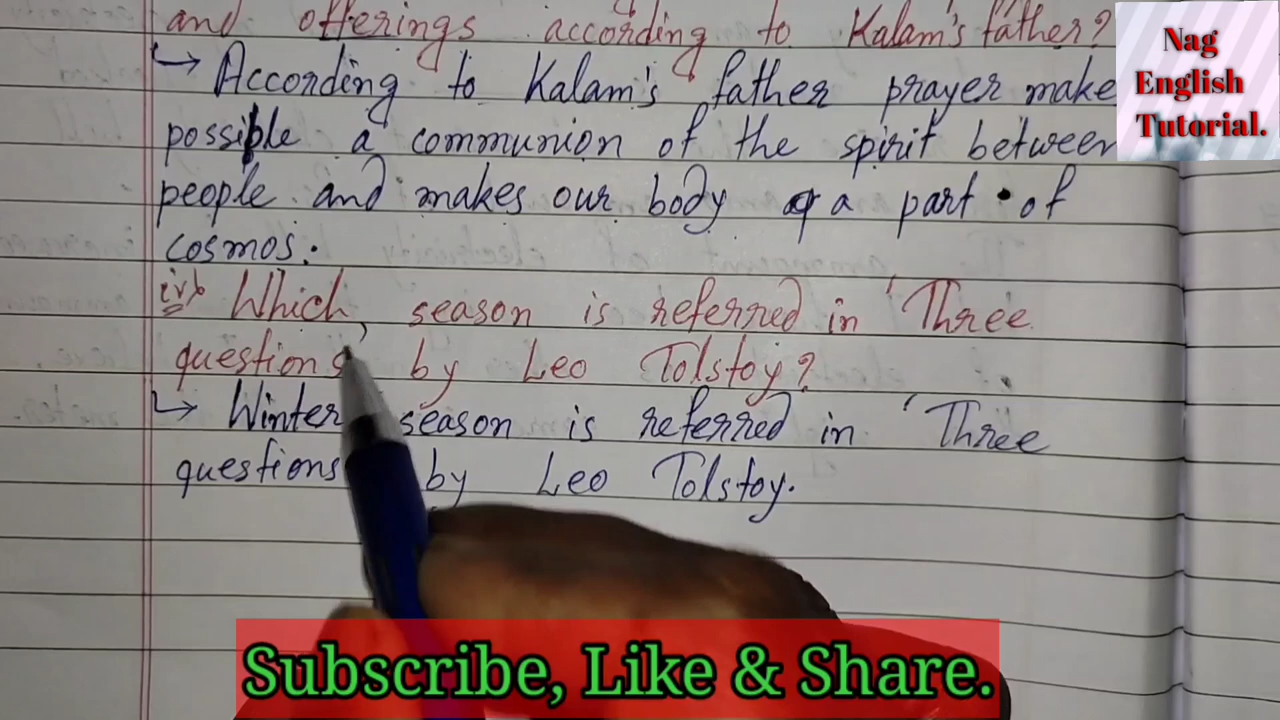 and offerings according to Kalam's father?
↳ According to Kalam's father prayer make
possible a communion of the spirit between
people and makes our body a part of
cosmos.
iv) Which season is referred in 'Three
questions' by Leo Tolstoy?
↳ Winter season is referred in 'Three
questions by Leo Tolstoy.
Nag
English
Tutorial.
Subscribe, Like & Share.